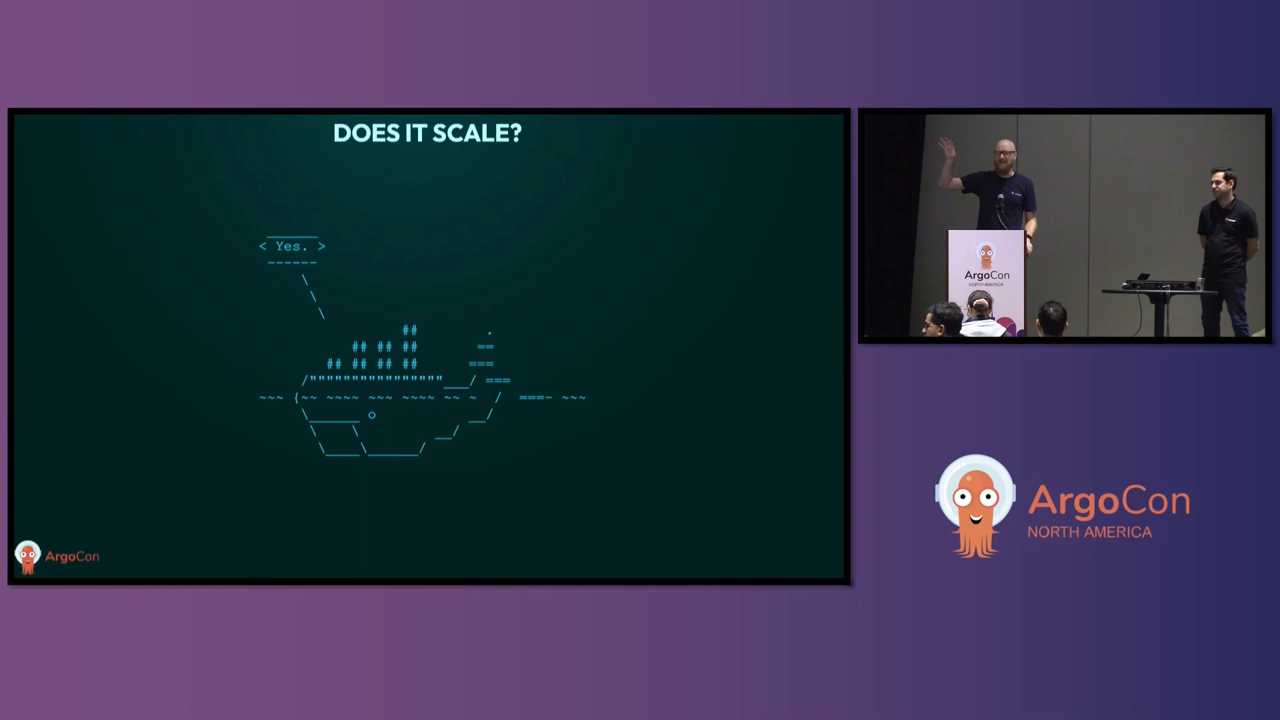 DOES IT SCALE?
< Yes. >
ArgoCon
ArgoCon
NORTH AMERICA
ArgoCon
NORTH AMERICA